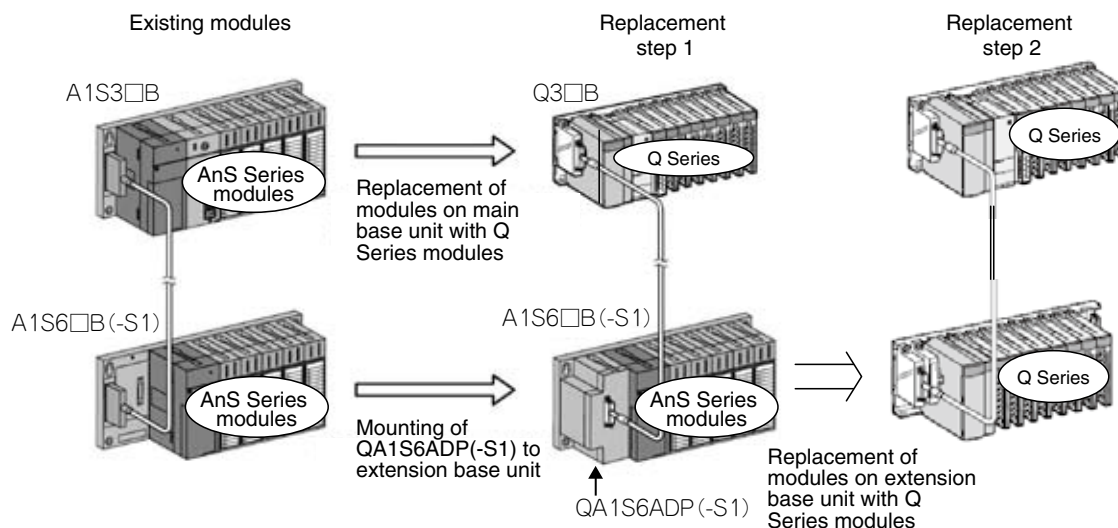 Existing modules
Replacement
step 1
Replacement
step 2
A1S3□B
Q3□B
AnS Series
modules
Q Series
Q Series
Replacement of
modules on main
base unit with Q
Series modules
A1S6□B(-S1)
A1S6□B(-S1)
AnS Series
modules
AnS Series
modules
Q Series
Mounting of
QA1S6ADP(-S1) to
extension base unit
QA1S6ADP(-S1)
Replacement of
modules on extension
base unit with Q
Series modules